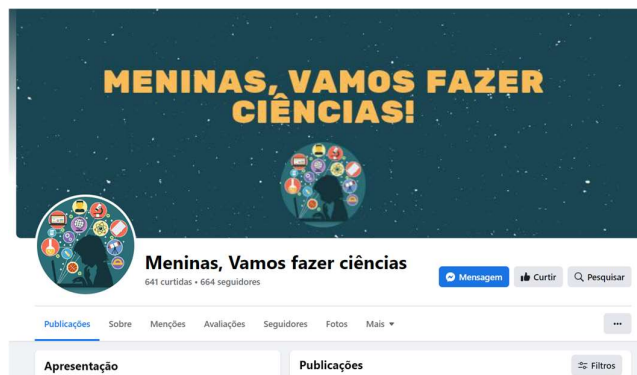 MENINAS, VAMOS FAZER
CIÊNCIAS!
Meninas, Vamos fazer ciências
641 curtidas • 664 seguidores
Mensagem Curtir Pesquisar
Publicações Sobre Menções Avaliações Seguidores Fotos Mais
Apresentação Publicações Filtros